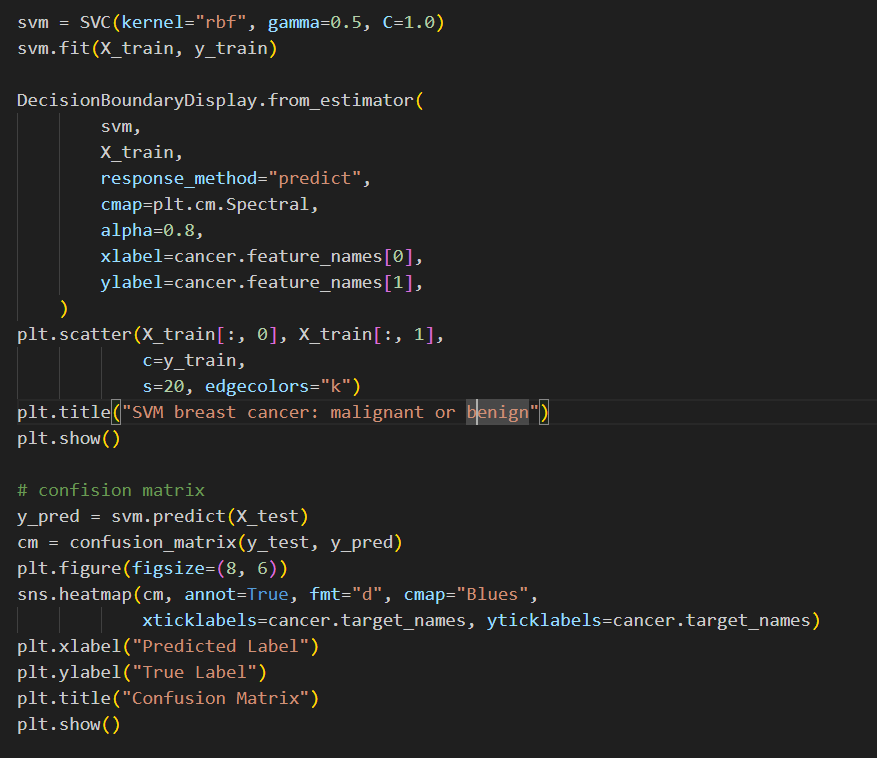 svm = SVC(kernel="rbf", gamma=0.5, C=1.0)
svm.fit(X_train, y_train)

DecisionBoundaryDisplay.from_estimator(
        svm,
        X_train,
        response_method="predict",
        cmap=plt.cm.Spectral,
        alpha=0.8,
        xlabel=cancer.feature_names[0],
        ylabel=cancer.feature_names[1],
    )
plt.scatter(X_train[:, 0], X_train[:, 1],
            c=y_train,
            s=20, edgecolors="k")
plt.title("SVM breast cancer: malignant or benign")
plt.show()

# confision matrix
y_pred = svm.predict(X_test)
cm = confusion_matrix(y_test, y_pred)
plt.figure(figsize=(8, 6))
sns.heatmap(cm, annot=True, fmt="d", cmap="Blues",
            xticklabels=cancer.target_names, yticklabels=cancer.target_names)
plt.xlabel("Predicted Label")
plt.ylabel("True Label")
plt.title("Confusion Matrix")
plt.show()